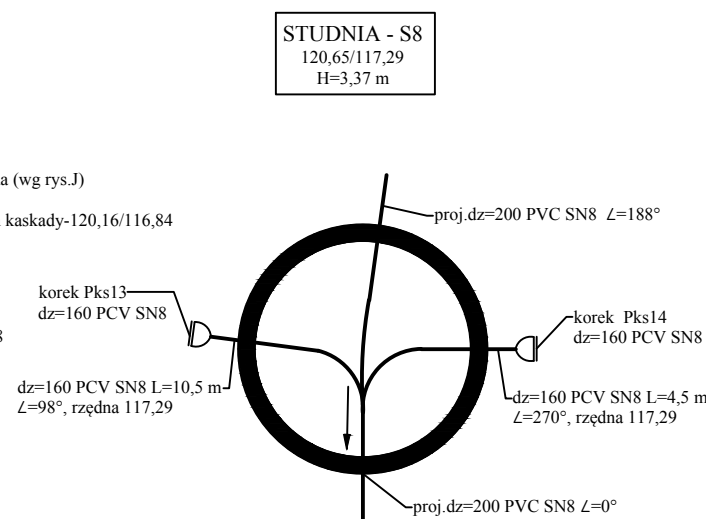 STUDNIA - S8
120,65/117,29
H=3,37 m
(wg rys.J)
kaskady-120,16/116,84
proj.dz=200 PVC SN8 ∠=188°
korek Pks13
dz=160 PCV SN8
korek Pks14
dz=160 PCV SN8
dz=160 PCV SN8 L=10,5 m
∠=98°, rzędna 117,29
dz=160 PCV SN8 L=4,5 m
∠=270°, rzędna 117,29
proj.dz=200 PVC SN8 ∠=0°